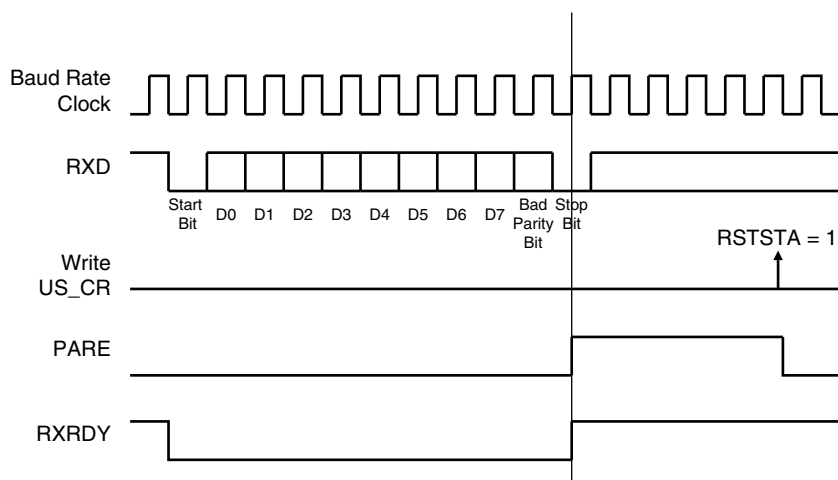 Baud Rate
Clock
RXD
Start
Bit
D0 D1 D2 D3 D4 D5 D6 D7
Bad
Parity
Bit
Stop
Bit
RSTSTA = 1
Write
US_CR
PARE
RXRDY